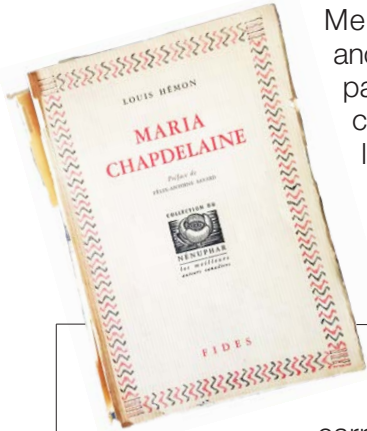 Me
and
pa
c
l
LOUIS HÉMON
MARIA
CHAPDELAINE
Préface de
FÉLIX-ANTOINE SAVARD
COLLECTION DU
NÉNUPHAR
les meilleurs
auteurs canadiens
FIDES